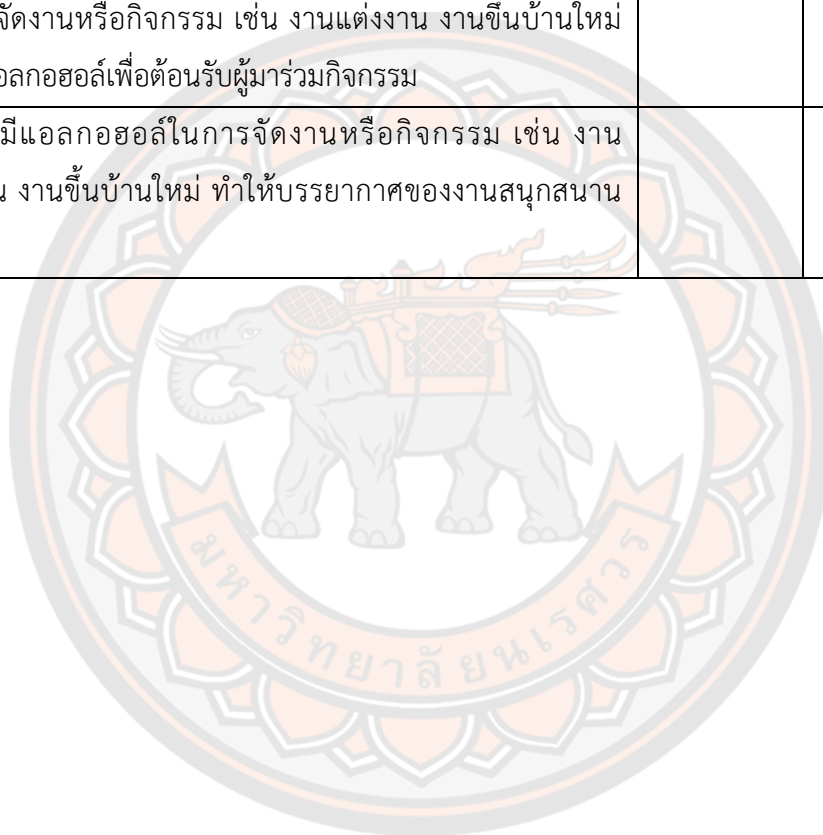 จัดงานหรือกิจกรรม เช่น งานแต่งงาน งานขึ้นบ้านใหม่
อลกอฮอล์เพื่อต้อนรับผู้มาร่วมกิจกรรม
มีแอลกอฮอล์ในการจัดงานหรือกิจกรรม เช่น งาน
งานขึ้นบ้านใหม่ ทำให้บรรยากาศของงานสนุกสนาน
มหาวิทยาลัยนเรศวร